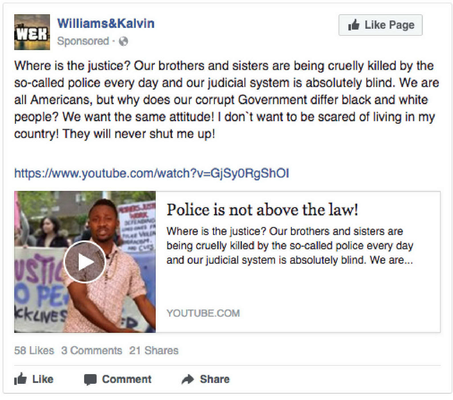 W&K
Williams&Kalvin
Sponsored ·
Like Page
Where is the justice? Our brothers and sisters are being cruelly killed by the
so-called police every day and our judicial system is absolutely blind. We are
all Americans, but why does our corrupt Government differ black and white
people? We want the same attitude! I don`t want to be scared of living in my
country! They will never shut me up!
https://www.youtube.com/watch?v=GjSy0RgShOI
Police is not above the law!
Where is the justice? Our brothers and sisters are
being cruelly killed by the so-called police every day
and our judicial system is absolutely blind. We are...
YOUTUBE.COM
58 Likes 3 Comments 21 Shares
Like Comment Share